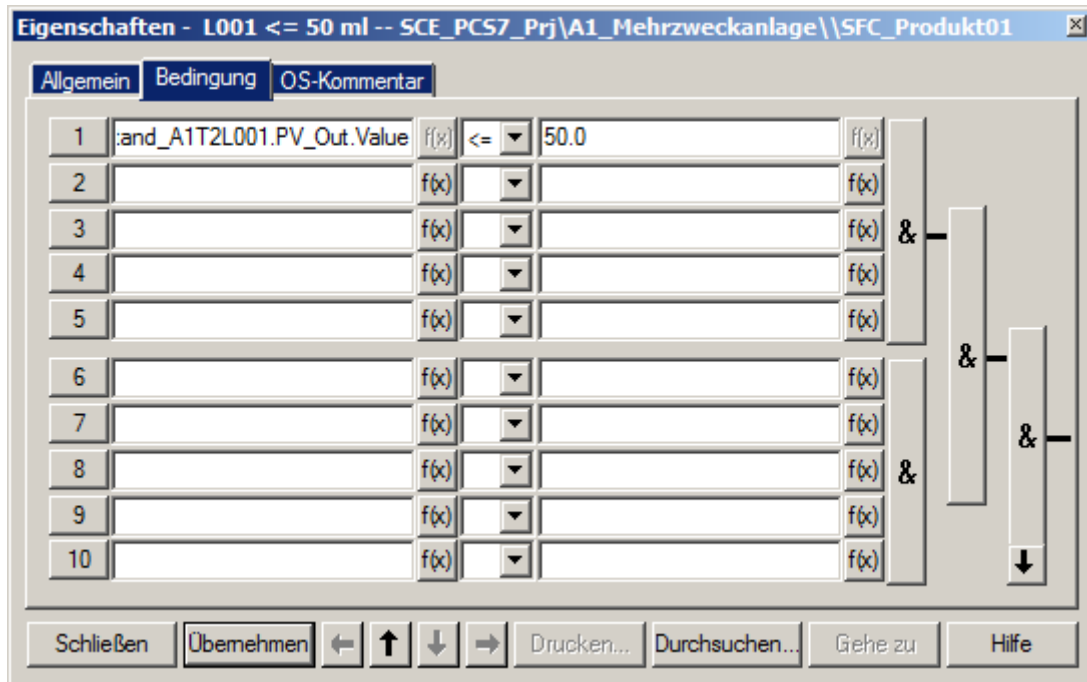 Eigenschaften - L001 <= 50 ml -- SCE_PCS7_Prj\A1_Mehrzweckanlage\\SFC_Produkt01
Allgemein Bedingung OS-Kommentar
1 :and_A1T2L001.PV_Out.Value f(x) <= 50.0 f(x)
2 f(x) f(x)
3 f(x) f(x) &
4 f(x) f(x)
5 f(x) f(x)
&
6 f(x) f(x)
7 f(x) f(x)
&
8 f(x) f(x) &
9 f(x) f(x)
10 f(x) f(x)
Schließen Übernehmen Drucken... Durchsuchen... Gehe zu Hilfe